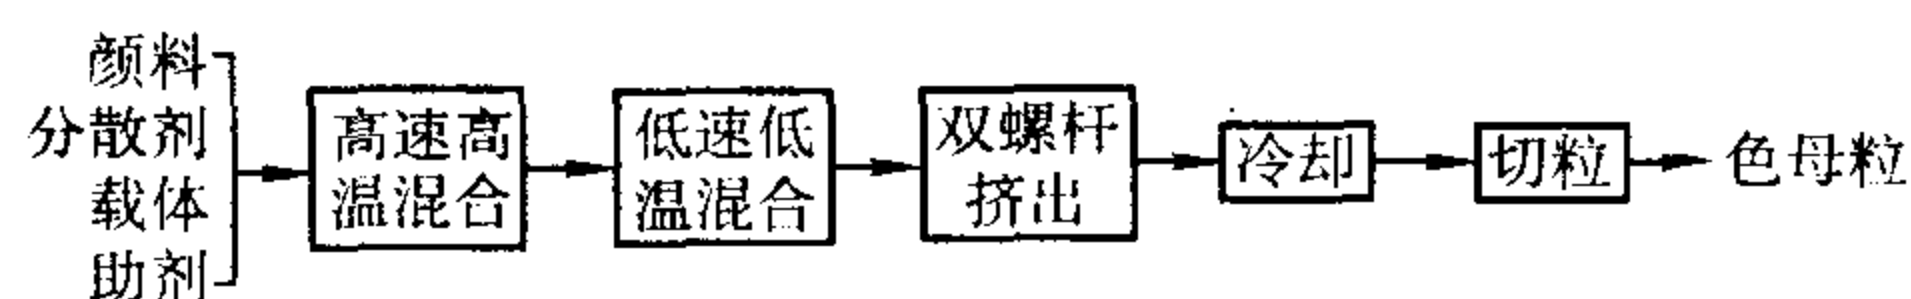 颜料
分散剂
载体
助剂
高速高
温混合
低速低
温混合
双螺杆
挤出
冷却
切粒
色母粒